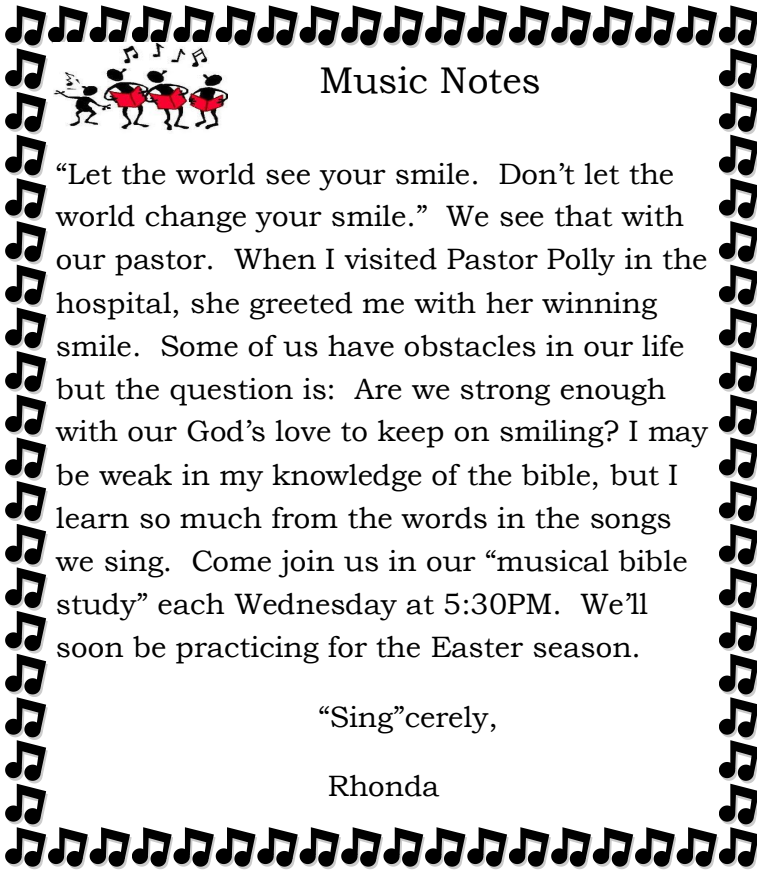 Music Notes
“Let the world see your smile.  Don’t let the
world change your smile.”  We see that with
our pastor.  When I visited Pastor Polly in the
hospital, she greeted me with her winning
smile.  Some of us have obstacles in our life
but the question is:  Are we strong enough
with our God’s love to keep on smiling? I may
be weak in my knowledge of the bible, but I
learn so much from the words in the songs
we sing.  Come join us in our “musical bible
study” each Wednesday at 5:30PM.  We’ll
soon be practicing for the Easter season.
“Sing”cerely,
Rhonda